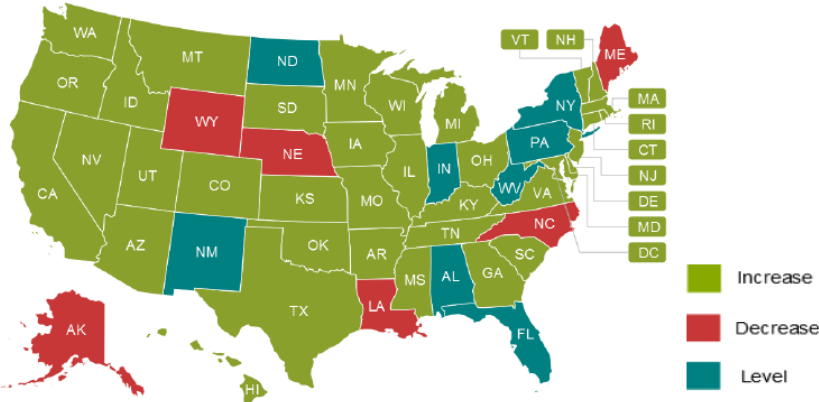 WA
MT
ND
MN
VT
NH
ME
OR
ID
WY
SD
WI
MI
NY
MA
RI
CT
NJ
DE
MD
DC
NV
UT
CO
NE
IA
IL
IN
OH
PA
WV
VA
CA
AZ
NM
KS
MO
KY
TN
NC
OK
AR
SC
TX
LA
MS
AL
GA
FL
AK
HI
Increase
Decrease
Level